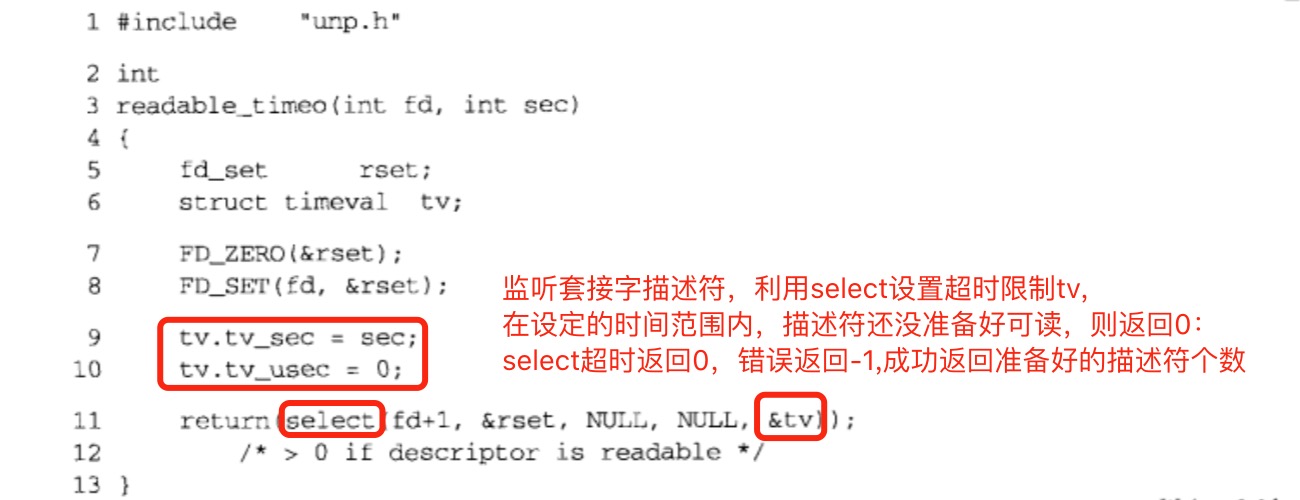 1 #include "unp.h"
2 int
3 readable_timeo(int fd, int sec)
4 {
5 fd_set rset;
6 struct timeval tv;
7 FD_ZERO(&rset);
8 FD_SET(fd, &rset);
监听套接字描述符，利用select设置超时限制tv,
在设定的时间范围内，描述符还没准备好可读，则返回0：
select超时返回0，错误返回-1,成功返回准备好的描述符个数
9 tv.tv_sec = sec;
10 tv.tv_usec = 0;
11 return(select(fd+1, &rset, NULL, NULL, &tv));
12 /* > 0 if descriptor is readable */
13 }